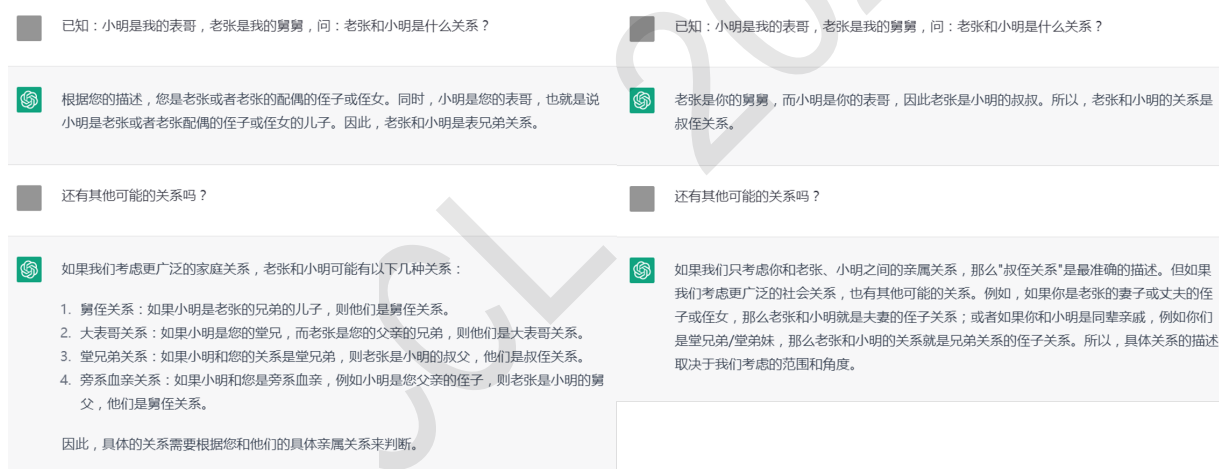 已知：小明是我的表哥，老张是我的舅舅，问：老张和小明是什么关系？
根据您的描述，您是老张或者老张的配偶的侄子或侄女。同时，小明是您的表哥，也就是说
小明是老张或者老张配偶的侄子或侄女的儿子。因此，老张和小明是表兄弟关系。
还有其他可能的关系吗？
如果我们考虑更广泛的家庭关系，老张和小明可能有以下几种关系：
1. 舅侄关系：如果小明是老张的兄弟的儿子，则他们是舅侄关系。
2. 大表哥关系：如果小明是您的堂兄，而老张是您的父亲的兄弟，则他们是大表哥关系。
3. 堂兄弟关系：如果小明和您的关系是堂兄弟，则老张是小明的叔父，他们是叔侄关系。
4. 旁系血亲关系：如果小明和您是旁系血亲，例如小明是您父亲的侄子，则老张是小明的舅
父，他们是舅侄关系。
因此，具体的关系需要根据您和他们的具体亲属关系来判断。
已知：小明是我的表哥，老张是我的舅舅，问：老张和小明是什么关系？
老张是你的舅舅，而小明是你的表哥，因此老张是小明的叔叔。所以，老张和小明的关系是
叔侄关系。
还有其他可能的关系吗？
如果我们只考虑你和老张、小明之间的亲属关系，那么"叔侄关系"是最准确的描述。但如果
我们考虑更广泛的社会关系，也有其他可能的关系。例如，如果你是老张的妻子或丈夫的侄
子或侄女，那么老张和小明就是夫妻的侄子关系；或者如果你和小明是同辈亲戚，例如你们
是堂兄弟/堂弟妹，那么老张和小明的关系就是兄弟关系的侄子关系。所以，具体关系的描述
取决于我们考虑的范围和角度。
CCL 202